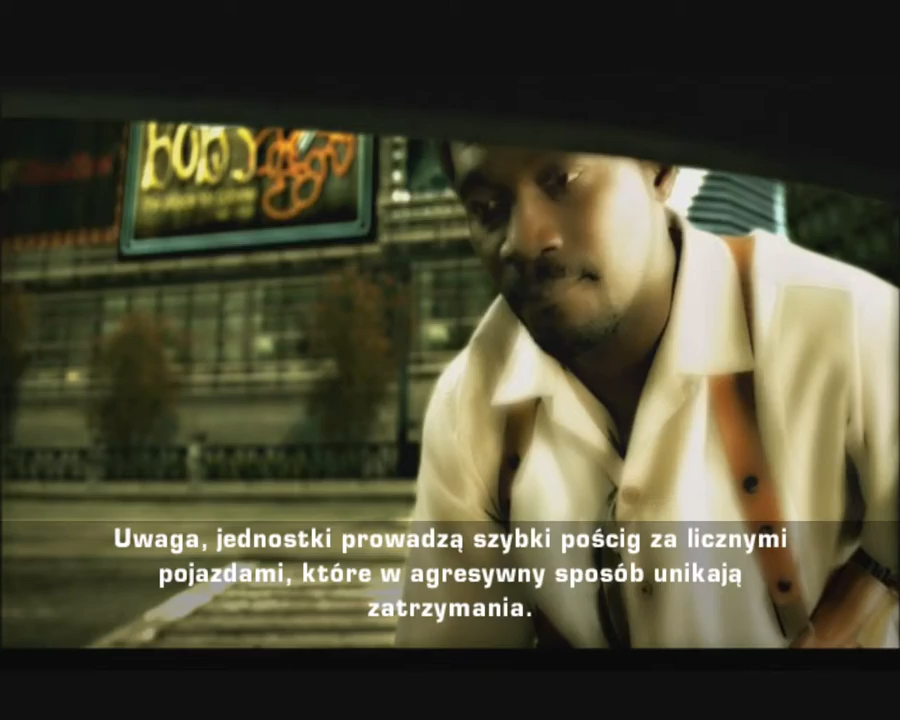 Uwaga, jednostki prowadzą szybki pościg za licznymi
pojazdami, które w agresywny sposób unikają
zatrzymania.